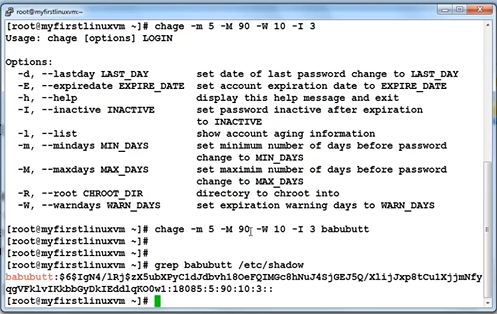 root@myfirstlinuxvm:~
[root@myfirstlinuxvm ~]# chage -m 5 -M 90 -W 10 -I 3
Usage: chage [options] LOGIN
Options:
-d, --lastday LAST_DAY set date of last password change to LAST_DAY
-E, --expiredate EXPIRE_DATE set account expiration date to EXPIRE_DATE
-h, --help display this help message and exit
-I, --inactive INACTIVE set password inactive after expiration
to INACTIVE
-l, --list show account aging information
-m, --mindays MIN_DAYS set minimum number of days before password
change to MIN_DAYS
-M, --maxdays MAX_DAYS set maximim number of days before password
change to MAX_DAYS
-R, --root CHROOT_DIR directory to chroot into
-W, --warndays WARN_DAYS set expiration warning days to WARN_DAYS
[root@myfirstlinuxvm ~]# chage -m 5 -M 90 -W 10 -I 3 babubutt
[root@myfirstlinuxvm ~]#
[root@myfirstlinuxvm ~]#
[root@myfirstlinuxvm ~]# grep babubutt /etc/shadow
babubutt:$6$IgN4/lRj$zX5ubXPyC1dJdbvh18OeFQIMGc8hNuJ4SjGEJ5Q/XlijJxp8tCu1XjjmNfy
qgVFklvIKkbbGyDkIEddlqKO0w1:18085:5:90:10:3::
[root@myfirstlinuxvm ~]#